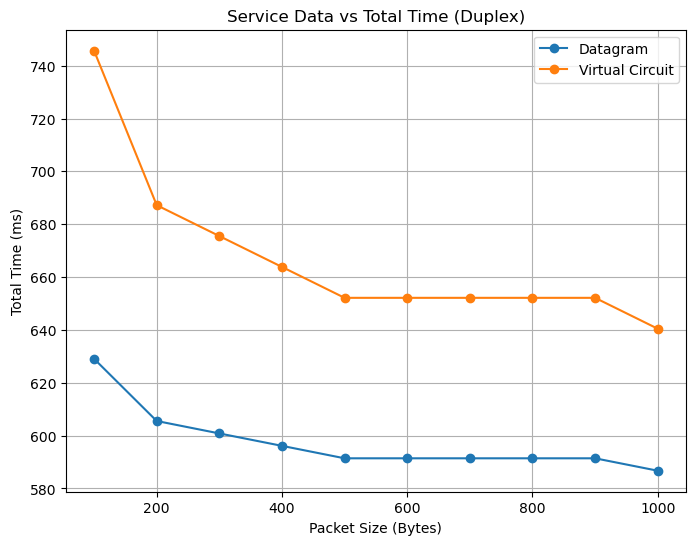 Service Data vs Total Time (Duplex)
Datagram
Virtual Circuit
Total Time (ms)
740
720
700
680
660
640
620
600
580
200 400 600 800 1000
Packet Size (Bytes)